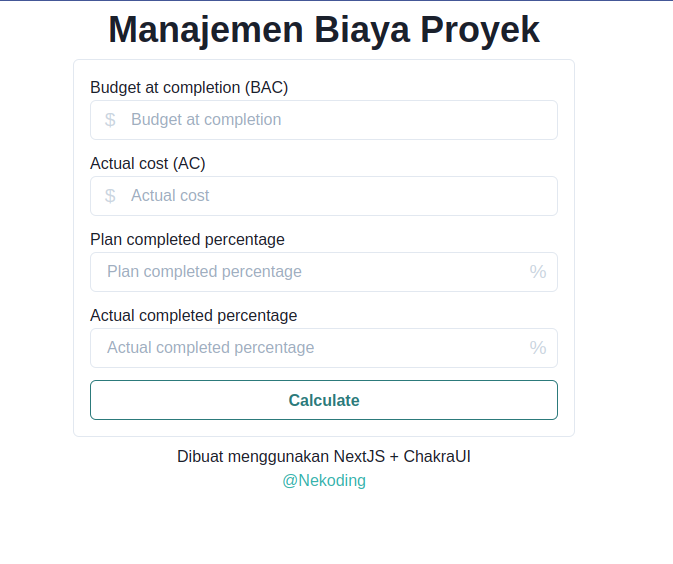 Manajemen Biaya Proyek
Budget at completion (BAC)
$ Budget at completion
Actual cost (AC)
$ Actual cost
Plan completed percentage
Plan completed percentage %
Actual completed percentage
Actual completed percentage %
Calculate
Dibuat menggunakan NextJS + ChakraUI
@Nekoding